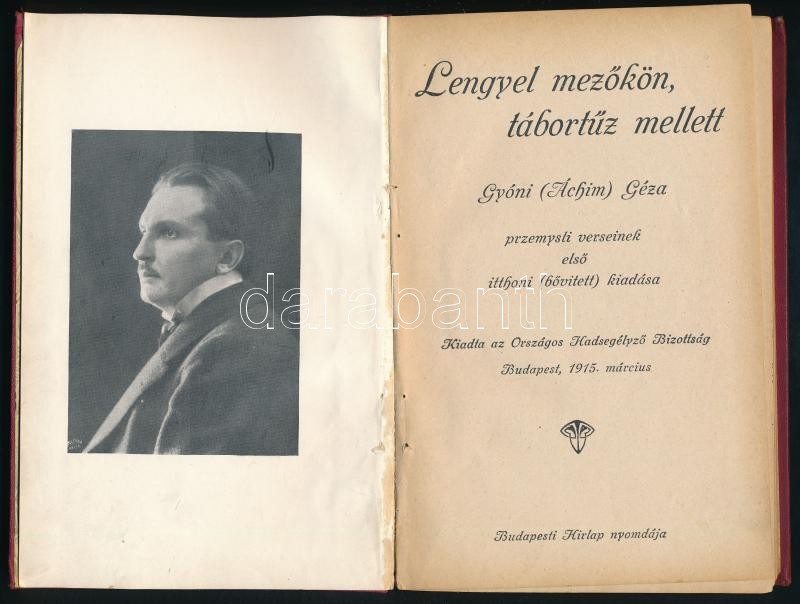 Lengyel mezőkön,
tábortűz mellett
Gyóni (Áchim) Géza
przemysli verseinek
első
itthoni (bővitett) kiadása
darabanth
Kiadta az Országos Hadsegélyző Bizottság
Budapest, 1915. március
Budapesti Hirlap nyomdája